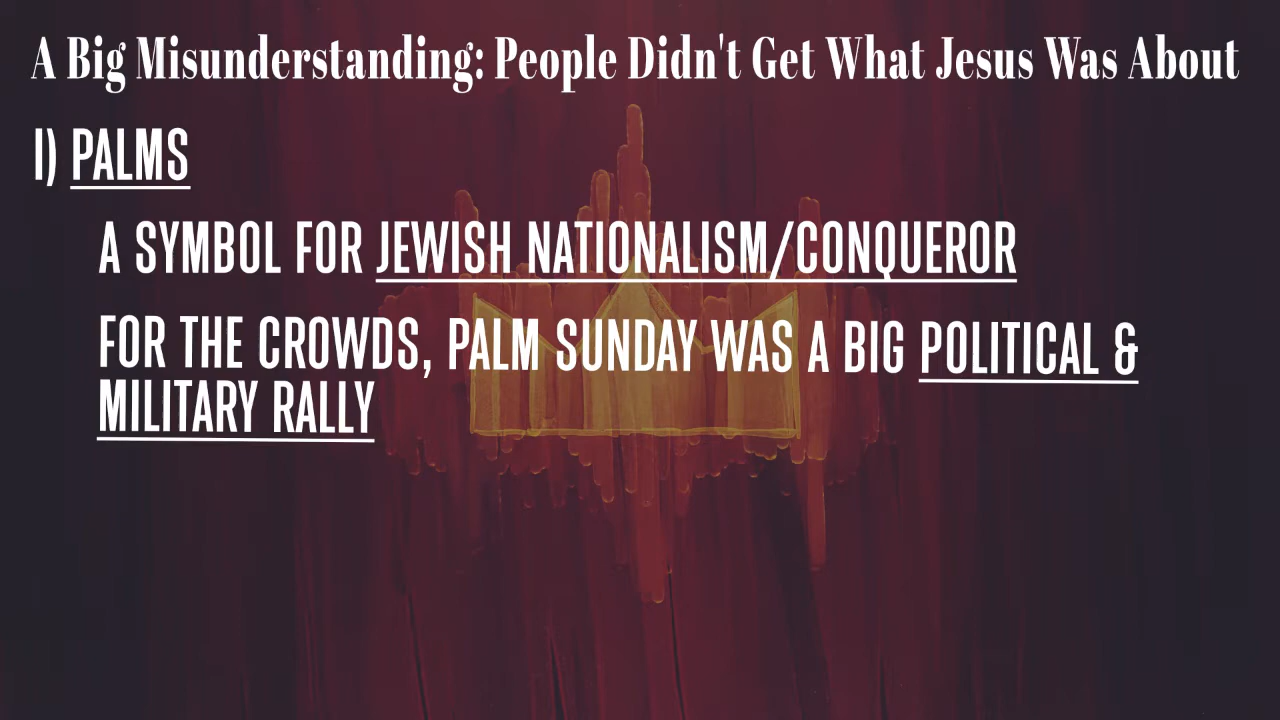 A Big Misunderstanding: People Didn't Get What Jesus Was About
I) PALMS
A SYMBOL FOR JEWISH NATIONALISM/CONQUEROR
FOR THE CROWDS, PALM SUNDAY WAS A BIG POLITICAL &
MILITARY RALLY